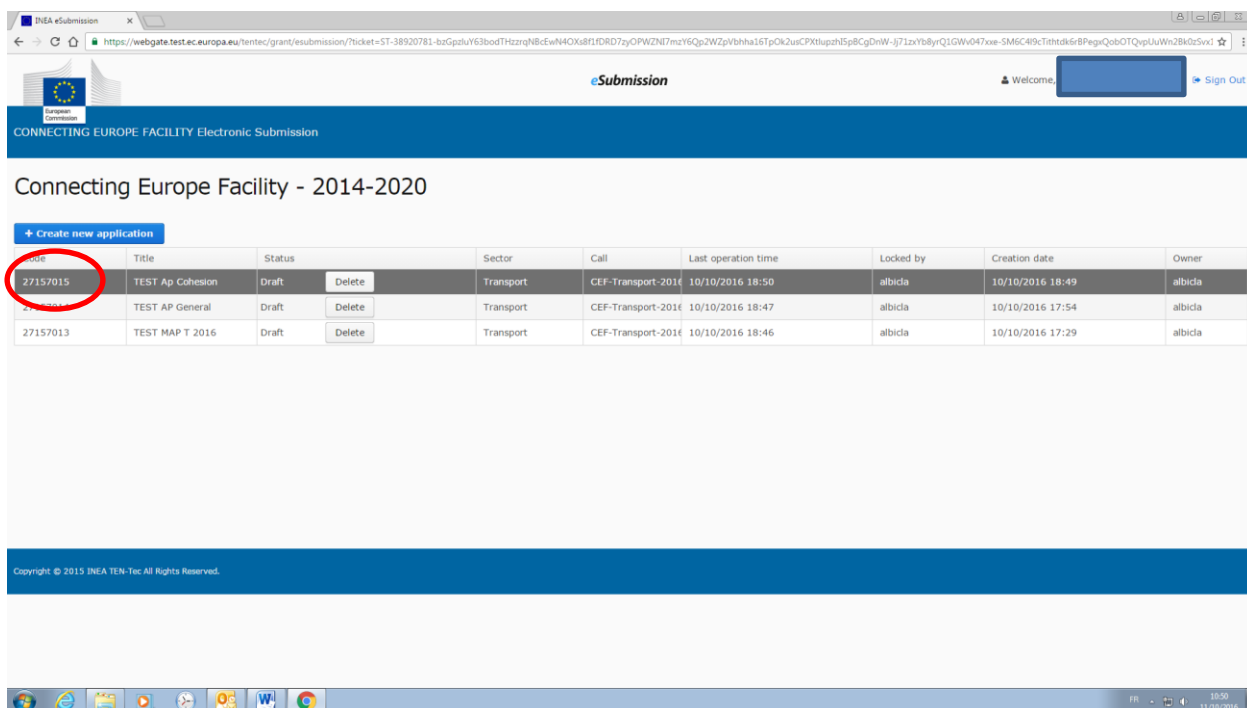 INEA eSubmission
https://webgate.test.ec.europa.eu/tentec/grant/esubmission/?ticket=ST-38920781-
eSubmission
Welcome,
Sign Out
European
Commission
CONNECTING EUROPE FACILITY Electronic Submission
Connecting Europe Facility - 2014-2020
+ Create new application
Title Status Sector Call Last operation time Locked by Creation date Owner
27157015 TEST Ap Cohesion Draft Delete Transport CEF-Transport-2016 10/10/2016 18:50 albicla 10/10/2016 18:49 albicla
TEST AP General Draft Delete Transport CEF-Transport-2016 10/10/2016 18:47 albicla 10/10/2016 17:54 albicla
27157013 TEST MAP T 2016 Draft Delete Transport CEF-Transport-2016 10/10/2016 18:46 albicla 10/10/2016 17:29 albicla
Copyright © 2015 INEA TEN-Tec All Rights Reserved.
FR
10:50
11/10/2016